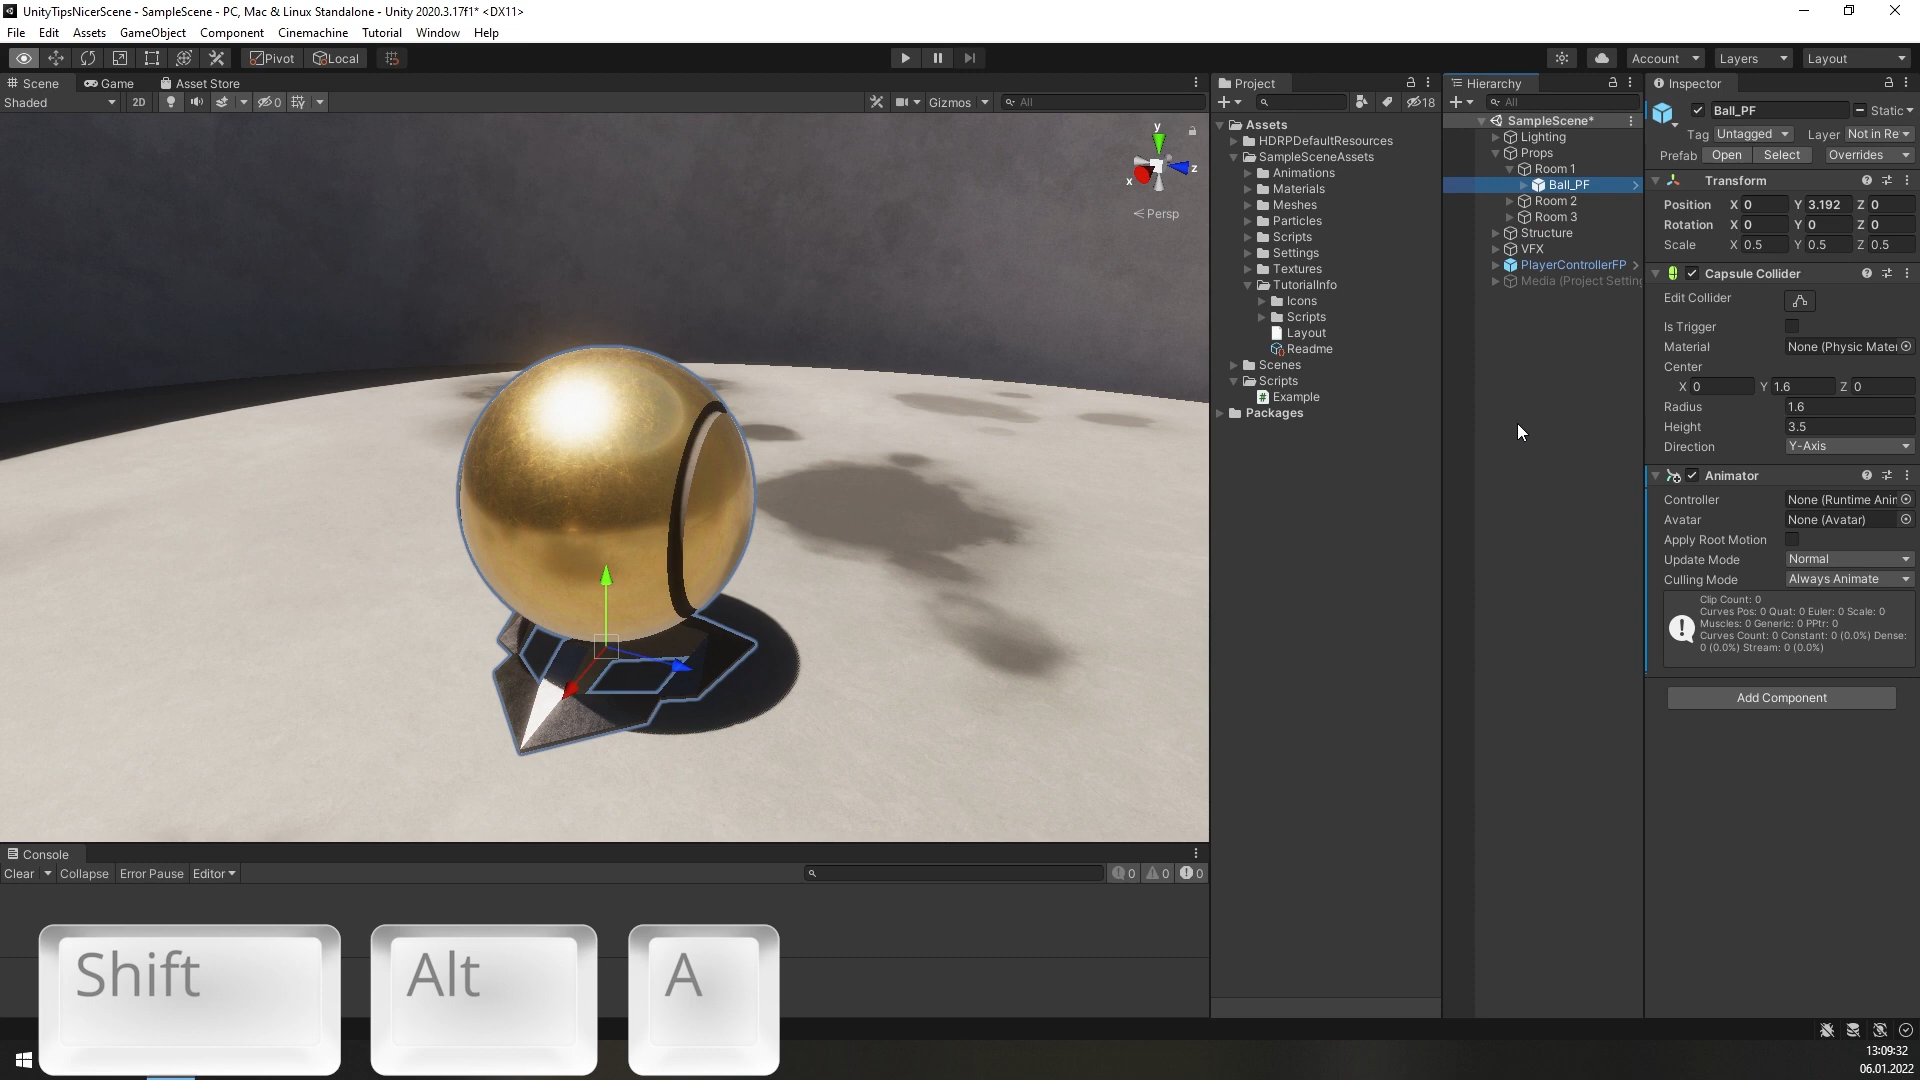 UnityTipsNicerScene - SampleScene - PC, Mac & Linux Standalone - Unity 2020.3.17f1* <DX11>
File Edit Assets GameObject Component Cinemachine Tutorial Window Help
Pivot Local Account Layers Layout
Scene Game Asset Store
Shaded 2D 0 Gizmos All
y
x
z
Persp
Project
18
Assets
HDRPDefaultResources
SampleSceneAssets
Animations
Materials
Meshes
Particles
Scripts
Settings
Textures
TutorialInfo
Icons
Scripts
Layout
Readme
Scenes
Scripts
Example
Packages
Hierarchy
All
SampleScene*
Lighting
Props
Room 1
Ball_PF
Room 2
Room 3
Structure
VFX
PlayerControllerFP
Media (Project Setting
Inspector
Ball_PF Static
Tag Untagged Layer Not in Re
Prefab Open Select Overrides
Transform
Position X 0 Y 3.192 Z 0
Rotation X 0 Y 0 Z 0
Scale X 0.5 Y 0.5 Z 0.5
Capsule Collider
Edit Collider
Is Trigger
Material None (Physic Mater
Center
X 0 Y 1.6 Z 0
Radius 1.6
Height 3.5
Direction Y-Axis
Animator
Controller None (Runtime Anim
Avatar None (Avatar)
Apply Root Motion
Update Mode Normal
Culling Mode Always Animate
Clip Count: 0
Curves Pos: 0 Quat: 0 Euler: 0 Scale: 0
Muscles: 0 Generic: 0 PPtr: 0
Curves Count: 0 Constant: 0 (0.0%) Dense:
0 (0.0%) Stream: 0 (0.0%)
Add Component
Console
Clear Collapse Error Pause Editor 0 0 0
Shift Alt A
13:09:32
06.01.2022